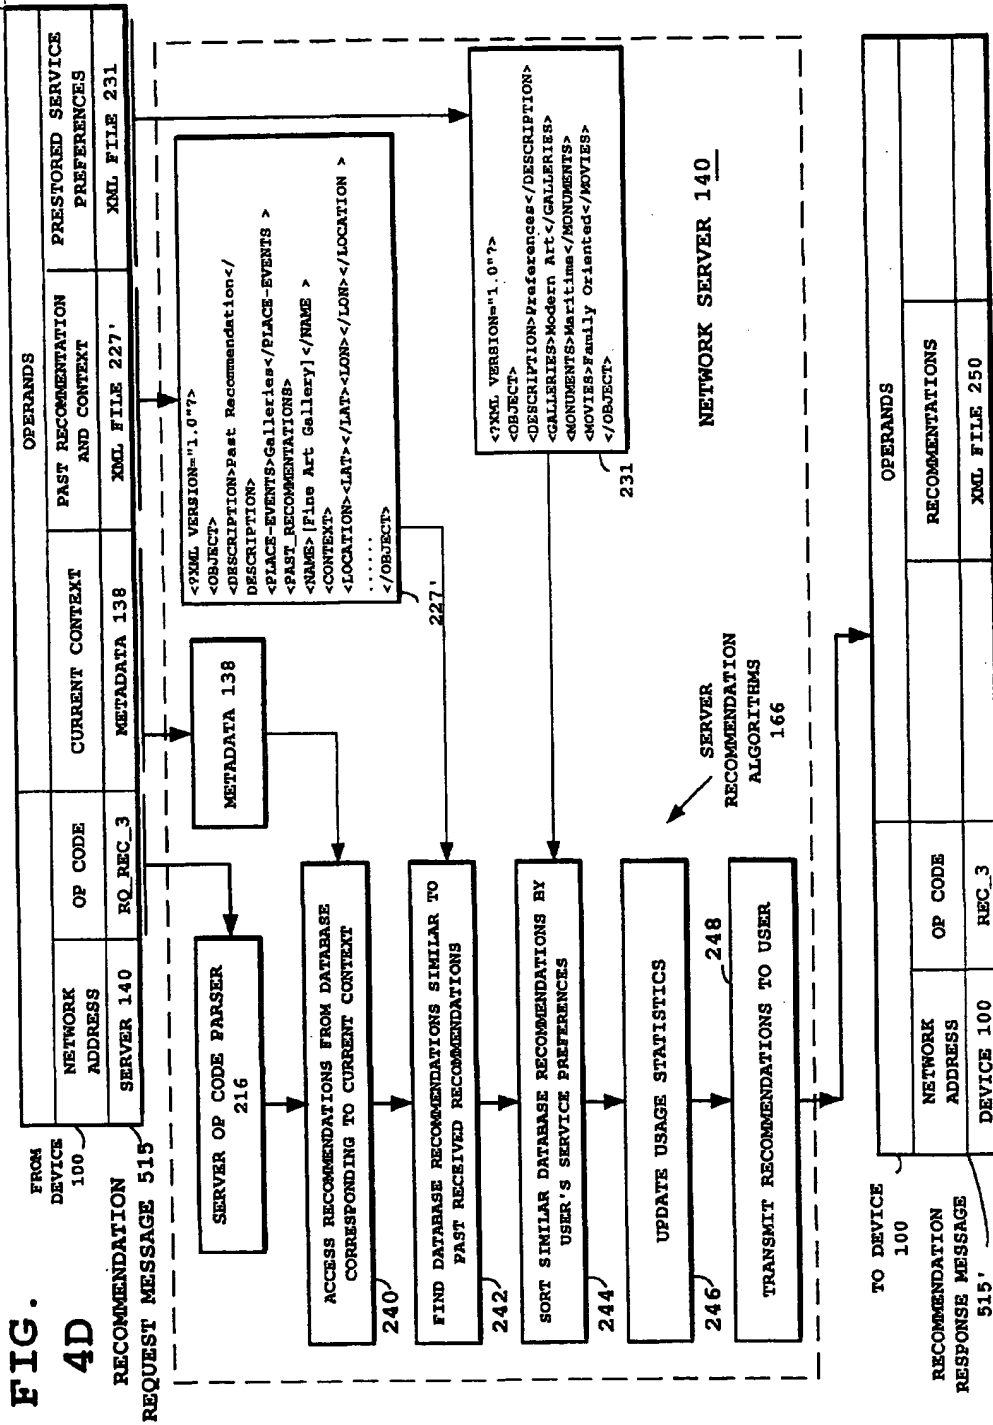 FIG.
4D
FROM
DEVICE
100
RECOMMENDATION
REQUEST MESSAGE 515
OPERANDS
NETWORK
ADDRESS
OP CODE
CURRENT CONTEXT
PAST RECOMMENTATION
AND CONTEXT
PRESTORED SERVICE
PREFERENCES
SERVER 140
RQ_REC_3
METADATA 138
XML FILE 227'
XML FILE 231
SERVER OP CODE PARSER
216
METADATA 138
<?XML VERSION="1.0"?>
<OBJECT>
<DESCRIPTION>Past Recommendation</
DESCRIPTION>
<PLACE-EVENTS>Galleries</PLACE-EVENTS >
<PAST_RECOMMENTATIONS>
<NAME>[Fine Art Gallery]</NAME >
<CONTEXT>
<LOCATION><LAT></LAT><LON></LON></LOCATION >
......
</OBJECT>
227'
<?XML VERSION="1.0"?>
<OBJECT>
<DESCRIPTION>Preferences</DESCRIPTION>
<GALLERIES>Modern Art</GALLERIES>
<MONUMENTS>Maritime</MONUMENTS>
<MOVIES>Family Oriented</MOVIES>
</OBJECT>
231
ACCESS RECOMMENDATIONS FROM DATABASE
CORRESPONDING TO CURRENT CONTEXT
240
FIND DATABASE RECOMMENDATIONS SIMILAR TO
PAST RECEIVED RECOMMENDATIONS
242
SORT SIMILAR DATABASE RECOMMENDATIONS BY
USER'S SERVICE PREFERENCES
244
UPDATE USAGE STATISTICS
246
TRANSMIT RECOMMENDATIONS TO USER
248
SERVER
RECOMMENDATION
ALGORITHMS
166
NETWORK SERVER 140
TO DEVICE
100
RECOMMENDATION
RESPONSE MESSAGE
515'
OPERANDS
NETWORK
ADDRESS
OP CODE
RECOMMENTATIONS
DEVICE 100
REC_3
XML FILE 250